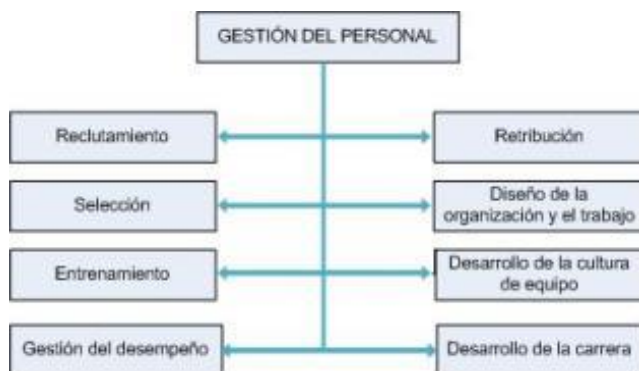 GESTIÓN DEL PERSONAL
Reclutamiento
Retribución
Selección
Diseño de la
organización y el trabajo
Entrenamiento
Desarrollo de la cultura
de equipo
Gestión del desempeño
Desarrollo de la carrera